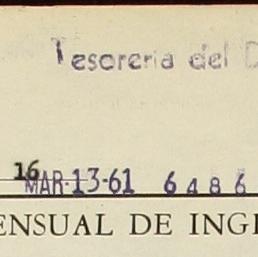 Tesoreria del D
16
MAR-13-61 6486
ENSUAL DE INGR